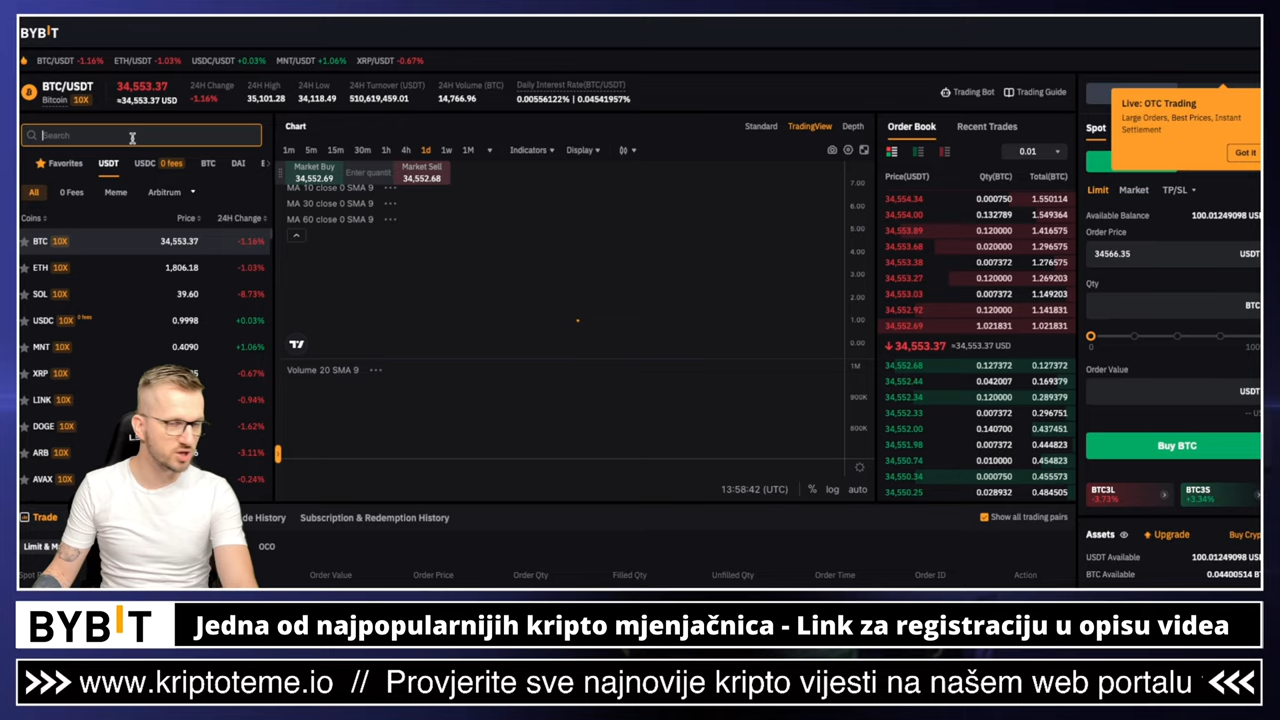 BYBIT
BTC/USDT -1.16% ETH/USDT -1.03% USDC/USDT +0.03% MNT/USDT +1.06% XRP/USDT -0.67%
BTC/USDT
Bitcoin 10X
34,553.37
≈34,553.37 USD
24H Change
-1.16%
24H High
35,101.28
24H Low
34,118.49
24H Turnover (USDT)
510,619,459.01
24H Volume (BTC)
14,766.96
Daily Interest Rate(BTC/USDT)
0.00556122% | 0.04541957%
Trading Bot Trading Guide
Search
Favorites USDT USDC 0 fees BTC DAI
All 0 Fees Meme Arbitrum
Coins Price 24H Change
BTC 10X 34,553.37 -1.16%
ETH 10X 1,806.18 -1.03%
SOL 10X 39.60 -8.73%
USDC 10X 0 fees 0.9998 +0.03%
MNT 10X 0.4090 +1.06%
XRP 10X -0.67%
LINK 10X -0.94%
DOGE 10X -1.62%
ARB 10X -3.11%
AVAX 10X -0.24%
Chart Standard TradingView Depth
1m 5m 15m 30m 1h 4h 1d 1w 1M Indicators Display
Market Buy
34,552.69
Enter quantit
Market Sell
34,552.68
MA 10 close 0 SMA 9
MA 30 close 0 SMA 9
MA 60 close 0 SMA 9
7.00
6.00
5.00
4.00
3.00
2.00
1.00
0.00
Volume 20 SMA 9
1M
900K
800K
13:58:42 (UTC) % log auto
Order Book Recent Trades
0.01
Price(USDT) Qty(BTC) Total(BTC)
34,554.34 0.000750 1.550114
34,554.00 0.132789 1.549364
34,553.89 0.120000 1.416575
34,553.68 0.020000 1.296575
34,553.38 0.007372 1.276575
34,553.27 0.120000 1.269203
34,553.03 0.007372 1.149203
34,552.92 0.120000 1.141831
34,552.69 1.021831 1.021831
34,553.37 ≈34,553.37 USD
34,552.68 0.127372 0.127372
34,552.44 0.042007 0.169379
34,552.34 0.120000 0.289379
34,552.33 0.007372 0.296751
34,552.00 0.140700 0.437451
34,551.98 0.007372 0.444823
34,550.74 0.010000 0.454823
34,550.34 0.000750 0.455573
34,550.25 0.028932 0.484505
Live: OTC Trading
Large Orders, Best Prices, Instant
Settlement
Got it
Spot
Limit Market TP/SL
Available Balance 100.01249098 US
Order Price
34566.35 USDT
Qty
BTC
0 100
Order Value
USDT
Buy BTC
BTC3L
-3.73%
BTC3S
+3.34%
Assets Upgrade Buy Cryp
USDT Available 100.01249098 US
BTC Available 0.04400514 B
Trade de History Subscription & Redemption History Show all trading pairs
Limit & M OCO
Spot Order Value Order Price Order Qty Filled Qty Unfilled Qty Order Time Order ID Action
BYBIT Jedna od najpopularnijih kripto mjenjačnica - Link za registraciju u opisu videa
>>> www.kriptoteme.io // Provjerite sve najnovije kripto vijesti na našem web portalu <<<